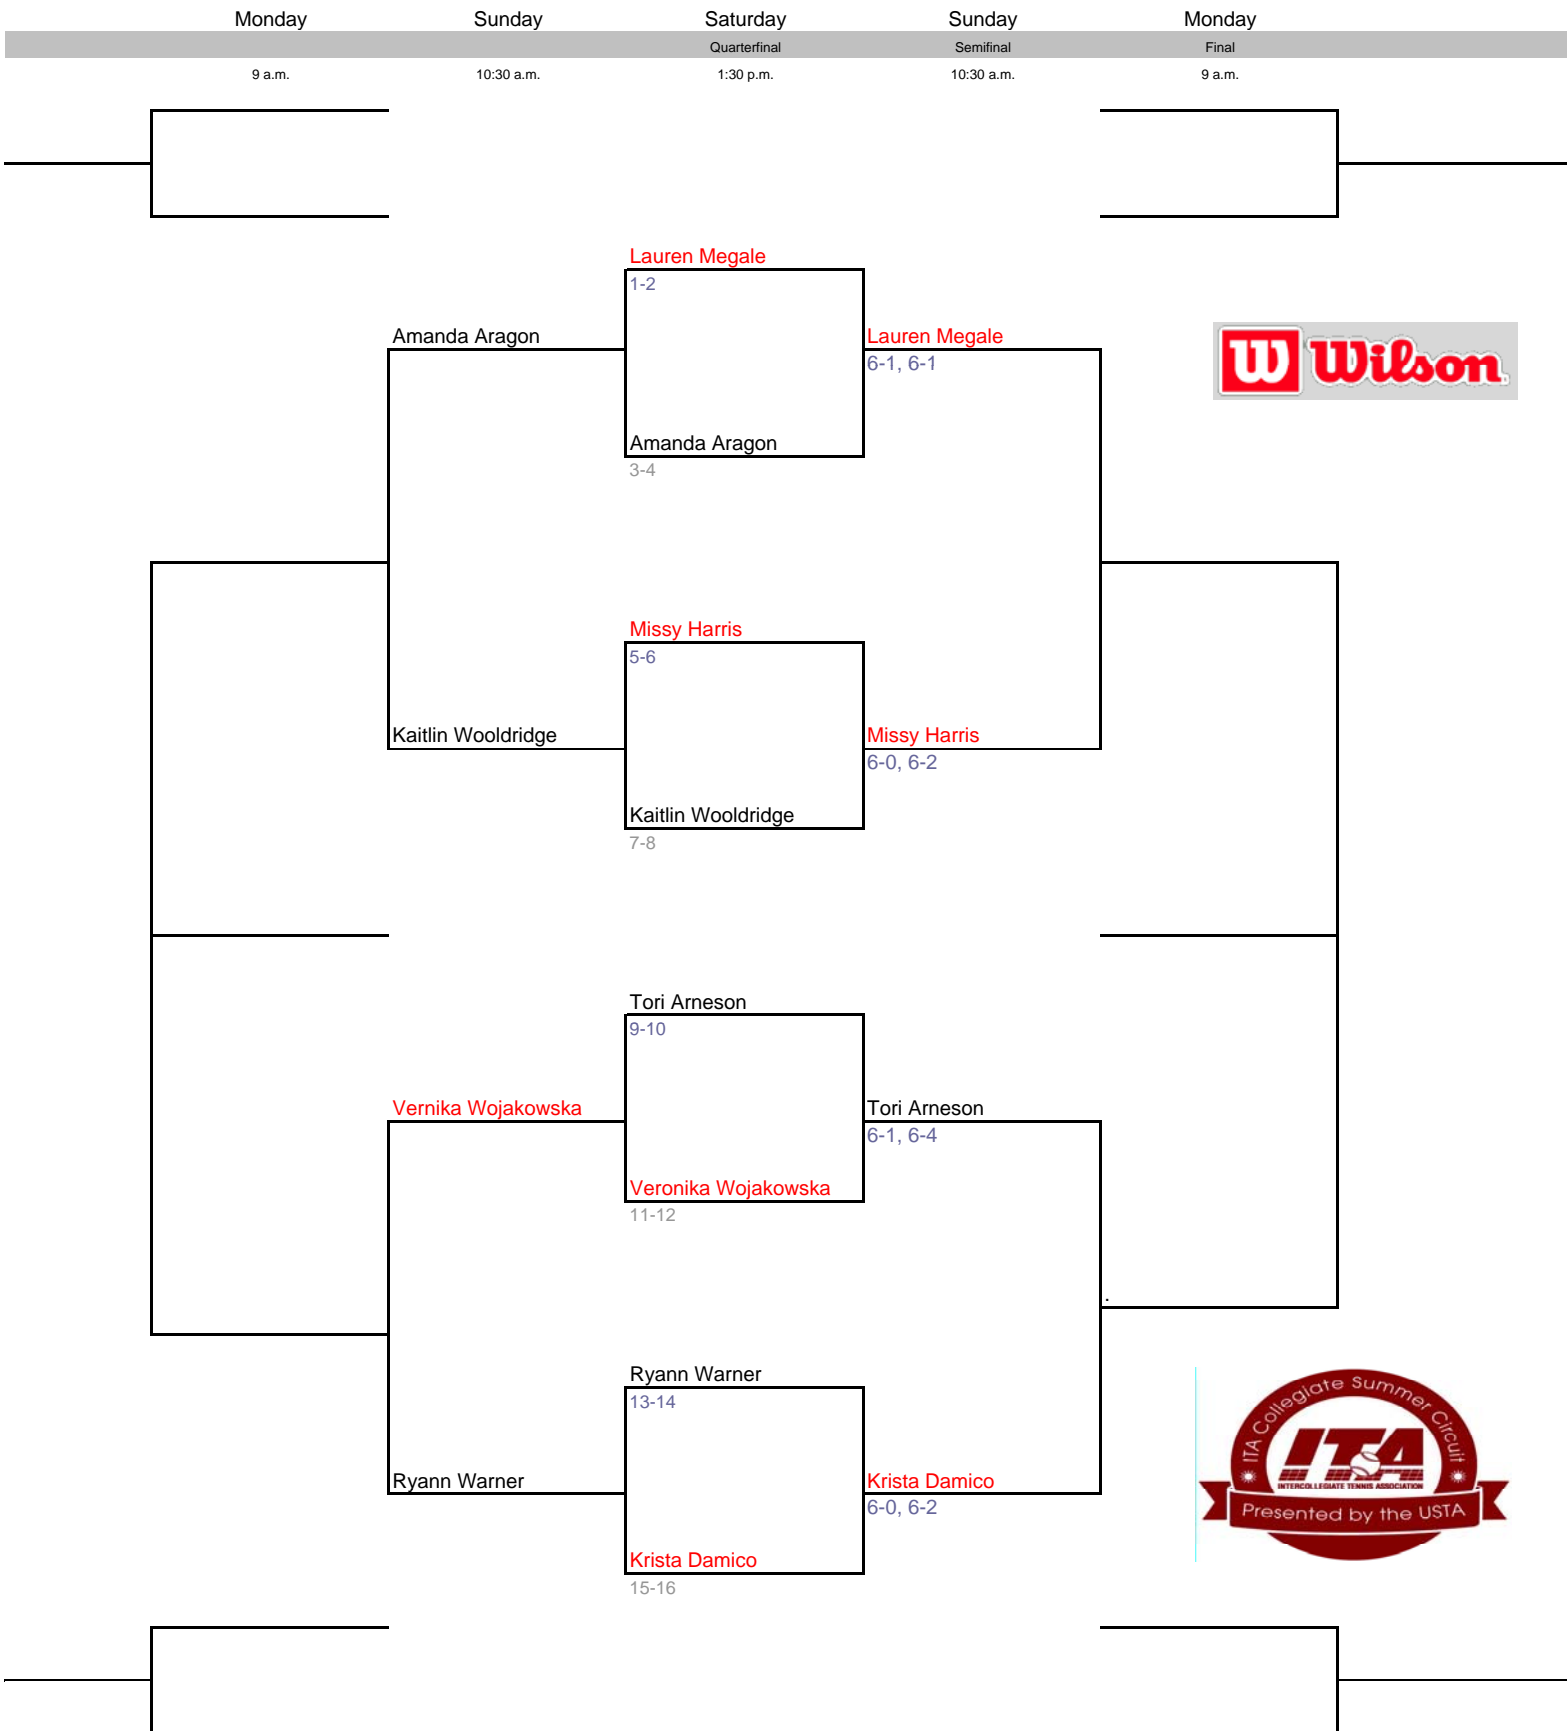 Monday Sunday Saturday Sunday Monday
Quarterfinal Semifinal Final
9 a.m. 10:30 a.m. 1:30 p.m. 10:30 a.m. 9 a.m.
Lauren Megale
1-2
Amanda Aragon Lauren Megale
6-1, 6-1
W Wilson
Amanda Aragon
3-4
Missy Harris
5-6
Kaitlin Wooldridge Missy Harris
6-0, 6-2
Kaitlin Wooldridge
7-8
Tori Arneson
9-10
Vernika Wojakowska Tori Arneson
6-1, 6-4
Veronika Wojakowska
11-12
.
Ryann Warner
13-14
Ryann Warner Krista Damico
6-0, 6-2
Krista Damico
15-16
ITA Collegiate Summer Circuit
ITA
INTERCOLLEGIATE TENNIS ASSOCIATION
Presented by the USTA